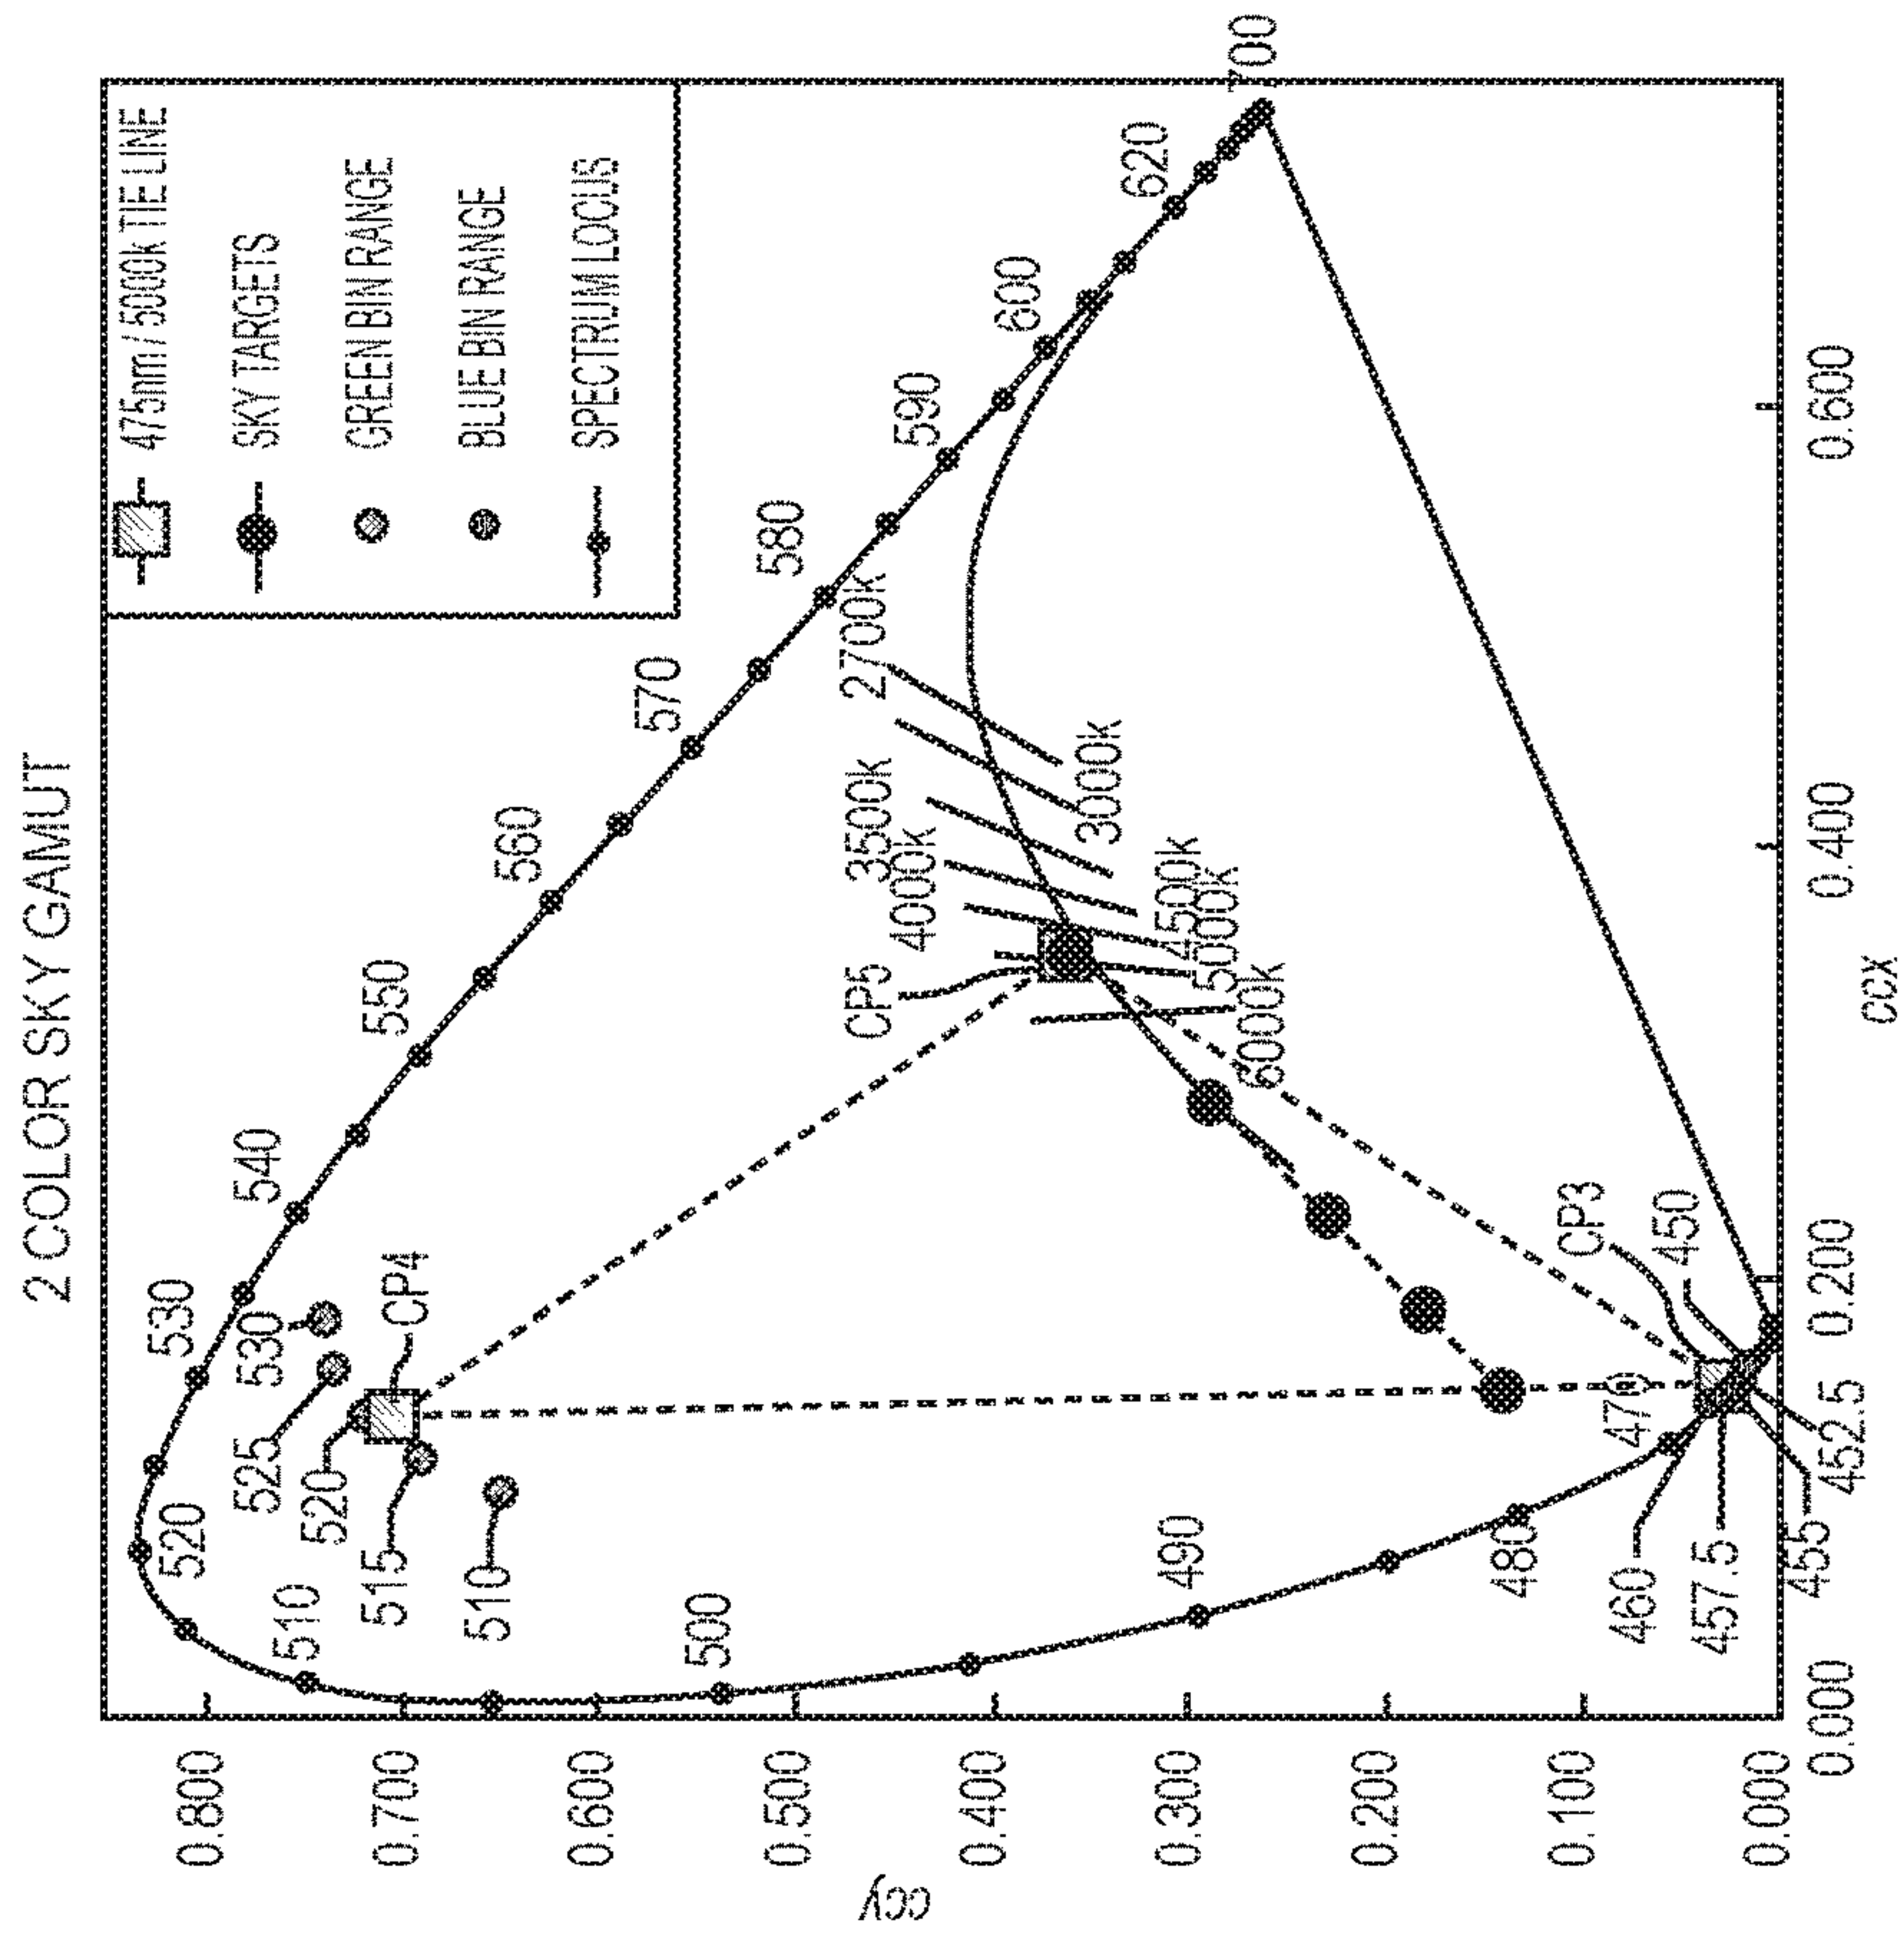 2 COLOR SKY GAMUT
475nm / 5000k TIE LINE
SKY TARGETS
GREEN BIN RANGE
BLUE BIN RANGE
SPECTRUM LOCUS
ccy
0.800
0.700
0.600
0.500
0.400
0.300
0.200
0.100
0.000
0.000
0.200
0.400
0.600
ccx
520
530
540
550
560
570
580
590
600
620
700
510
500
490
480
470
460
457.5
455
452.5
450
CP3
530
525
520
515
510
CP4
CP5
4000k
3500k
2700k
3000k
4500k
5000k
6000k